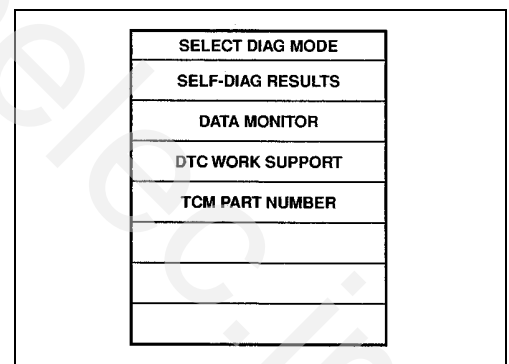 SELECT DIAG MODE
SELF-DIAG RESULTS
DATA MONITOR
DTC WORK SUPPORT
TCM PART NUMBER